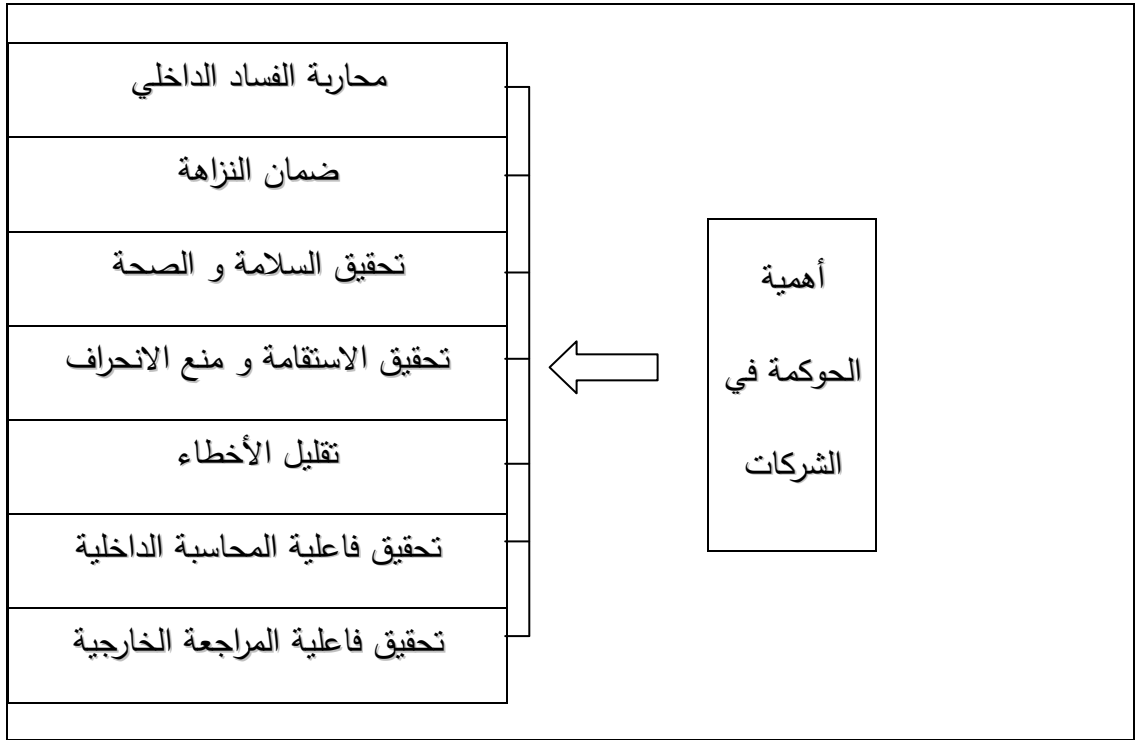 أهمية
الحوكمة في
الشركات
محاربة الفساد الداخلي
ضمان النزاهة
تحقيق السلامة و الصحة
تحقيق الاستقامة و منع الانحراف
تقليل الأخطاء
تحقيق فاعلية المحاسبة الداخلية
تحقيق فاعلية المراجعة الخارجية